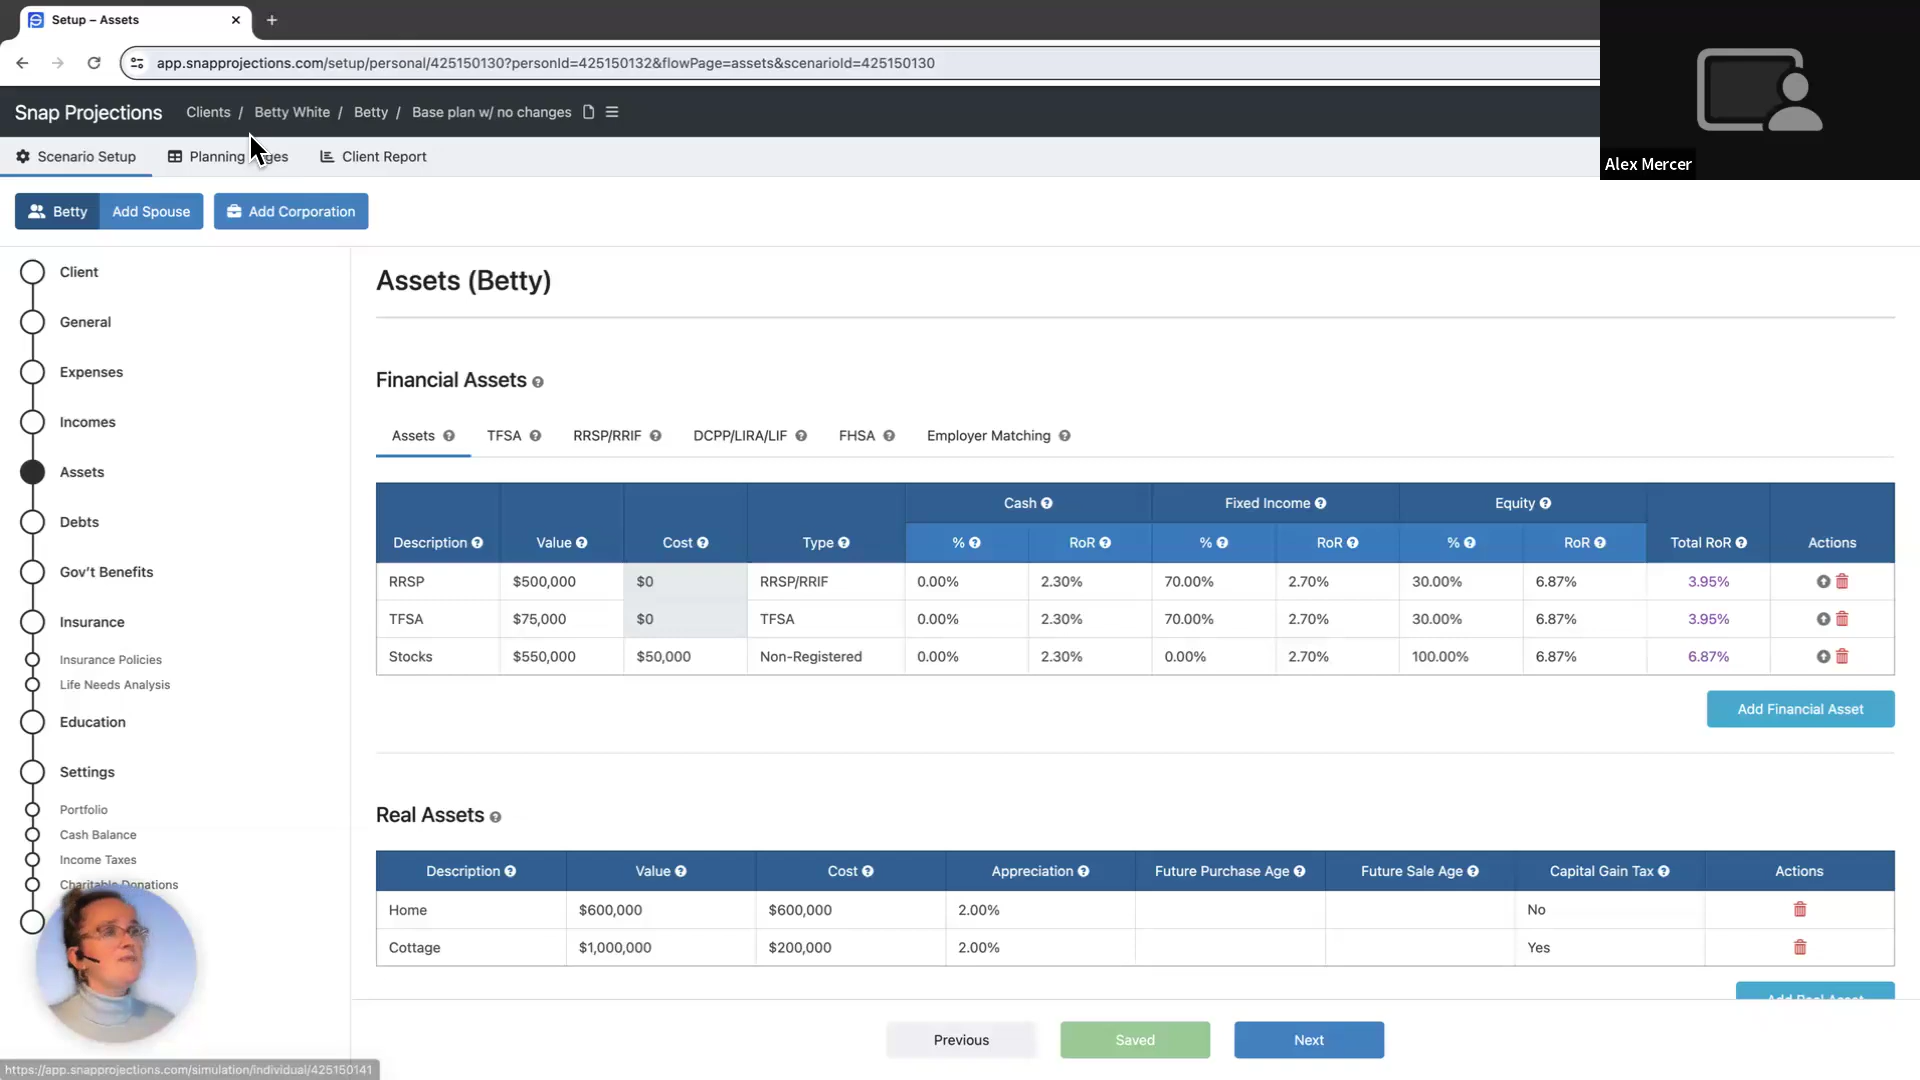 Setup – Assets
app.snapprojections.com/setup/personal/425150130?personId=425150132&flowPage=assets&scenarioId=425150130
Snap Projections Clients / Betty White / Betty / Base plan w/ no changes
Alex Mercer
Scenario Setup Planning Client Report
Betty Add Spouse Add Corporation
Client
General
Expenses
Incomes
Assets
Debts
Gov't Benefits
Insurance
Insurance Policies
Life Needs Analysis
Education
Settings
Portfolio
Cash Balance
Income Taxes
Charitable Donations
Assets (Betty)
Financial Assets
Assets TFSA RRSP/RRIF DCPP/LIRA/LIF FHSA Employer Matching
Cash Fixed Income Equity
Description Value Cost Type % RoR % RoR % RoR Total RoR Actions
RRSP $500,000 $0 RRSP/RRIF 0.00% 2.30% 70.00% 2.70% 30.00% 6.87% 3.95%
TFSA $75,000 $0 TFSA 0.00% 2.30% 70.00% 2.70% 30.00% 6.87% 3.95%
Stocks $550,000 $50,000 Non-Registered 0.00% 2.30% 0.00% 2.70% 100.00% 6.87% 6.87%
Add Financial Asset
Real Assets
Description Value Cost Appreciation Future Purchase Age Future Sale Age Capital Gain Tax Actions
Home $600,000 $600,000 2.00% No
Cottage $1,000,000 $200,000 2.00% Yes
Add Real Asset
Previous Saved Next
https://app.snapprojections.com/simulation/individual/425150141